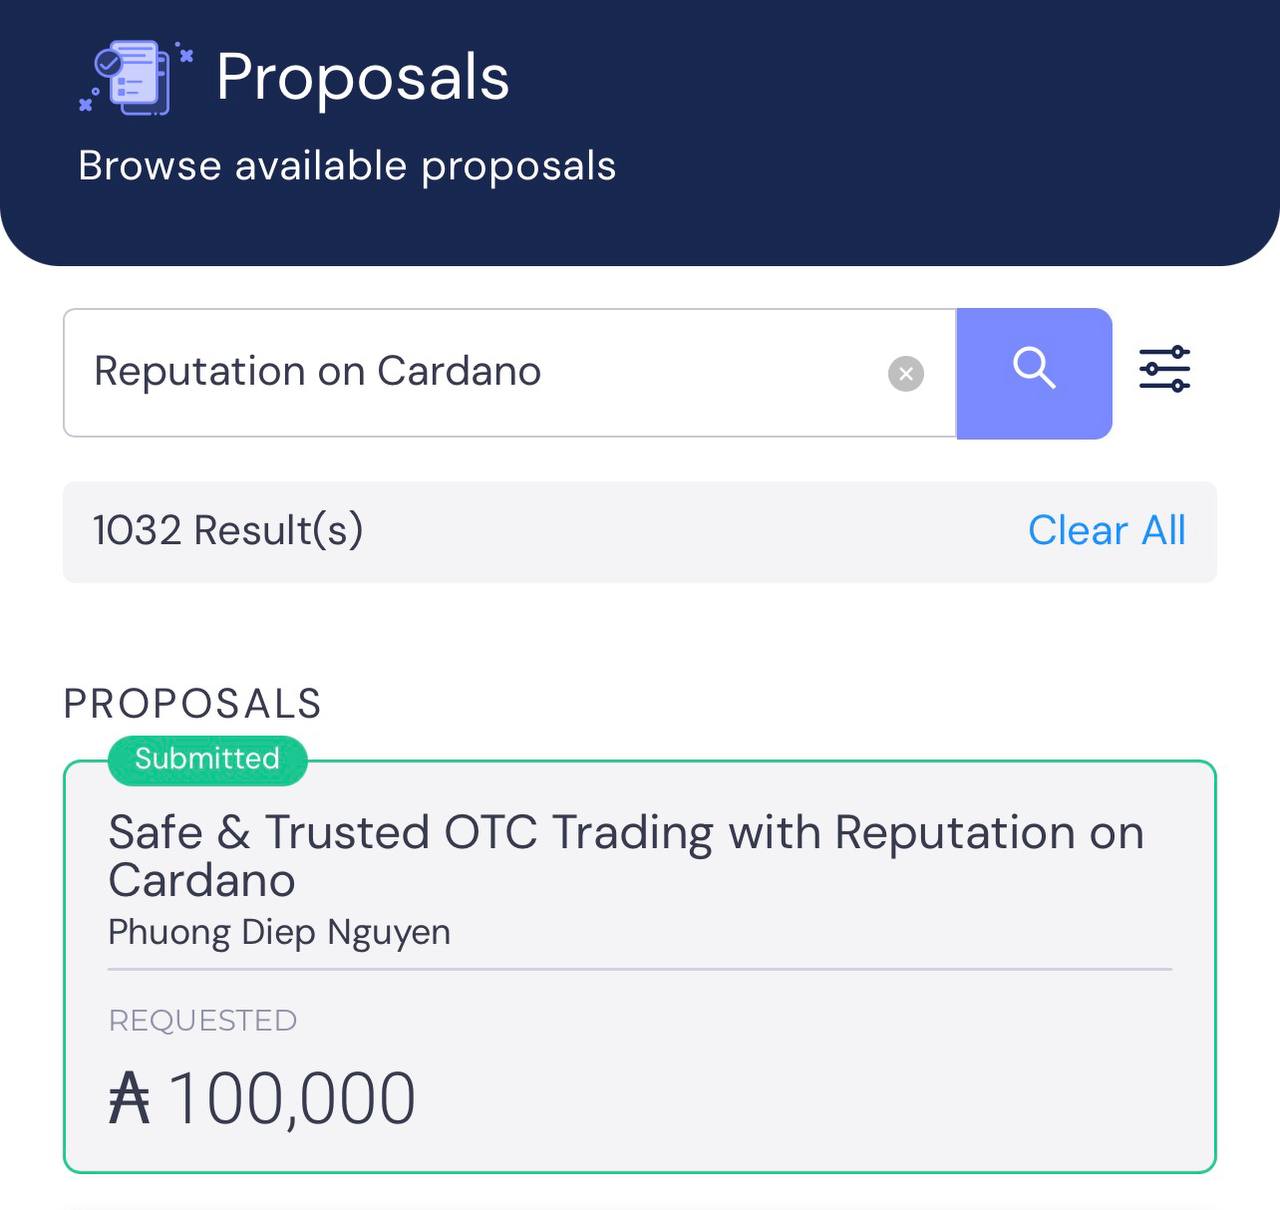 Proposals
Browse available proposals
Reputation on Cardano
1032 Result(s)
Clear All
PROPOSALS
Submitted
Safe & Trusted OTC Trading with Reputation on
Cardano
Phuong Diep Nguyen
REQUESTED
₳ 100,000